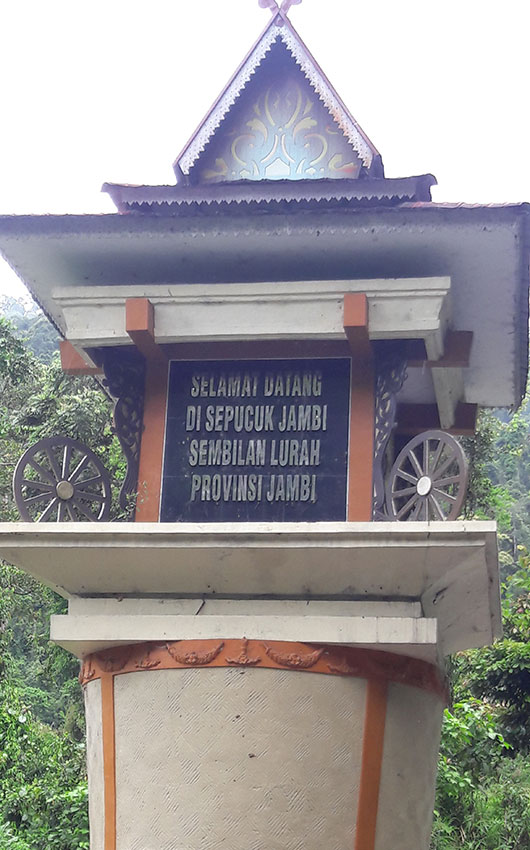 SELAMAT DATANG
DI SEPUCUK JAMBI
SEMBILAN LURAH
PROVINSI JAMBI